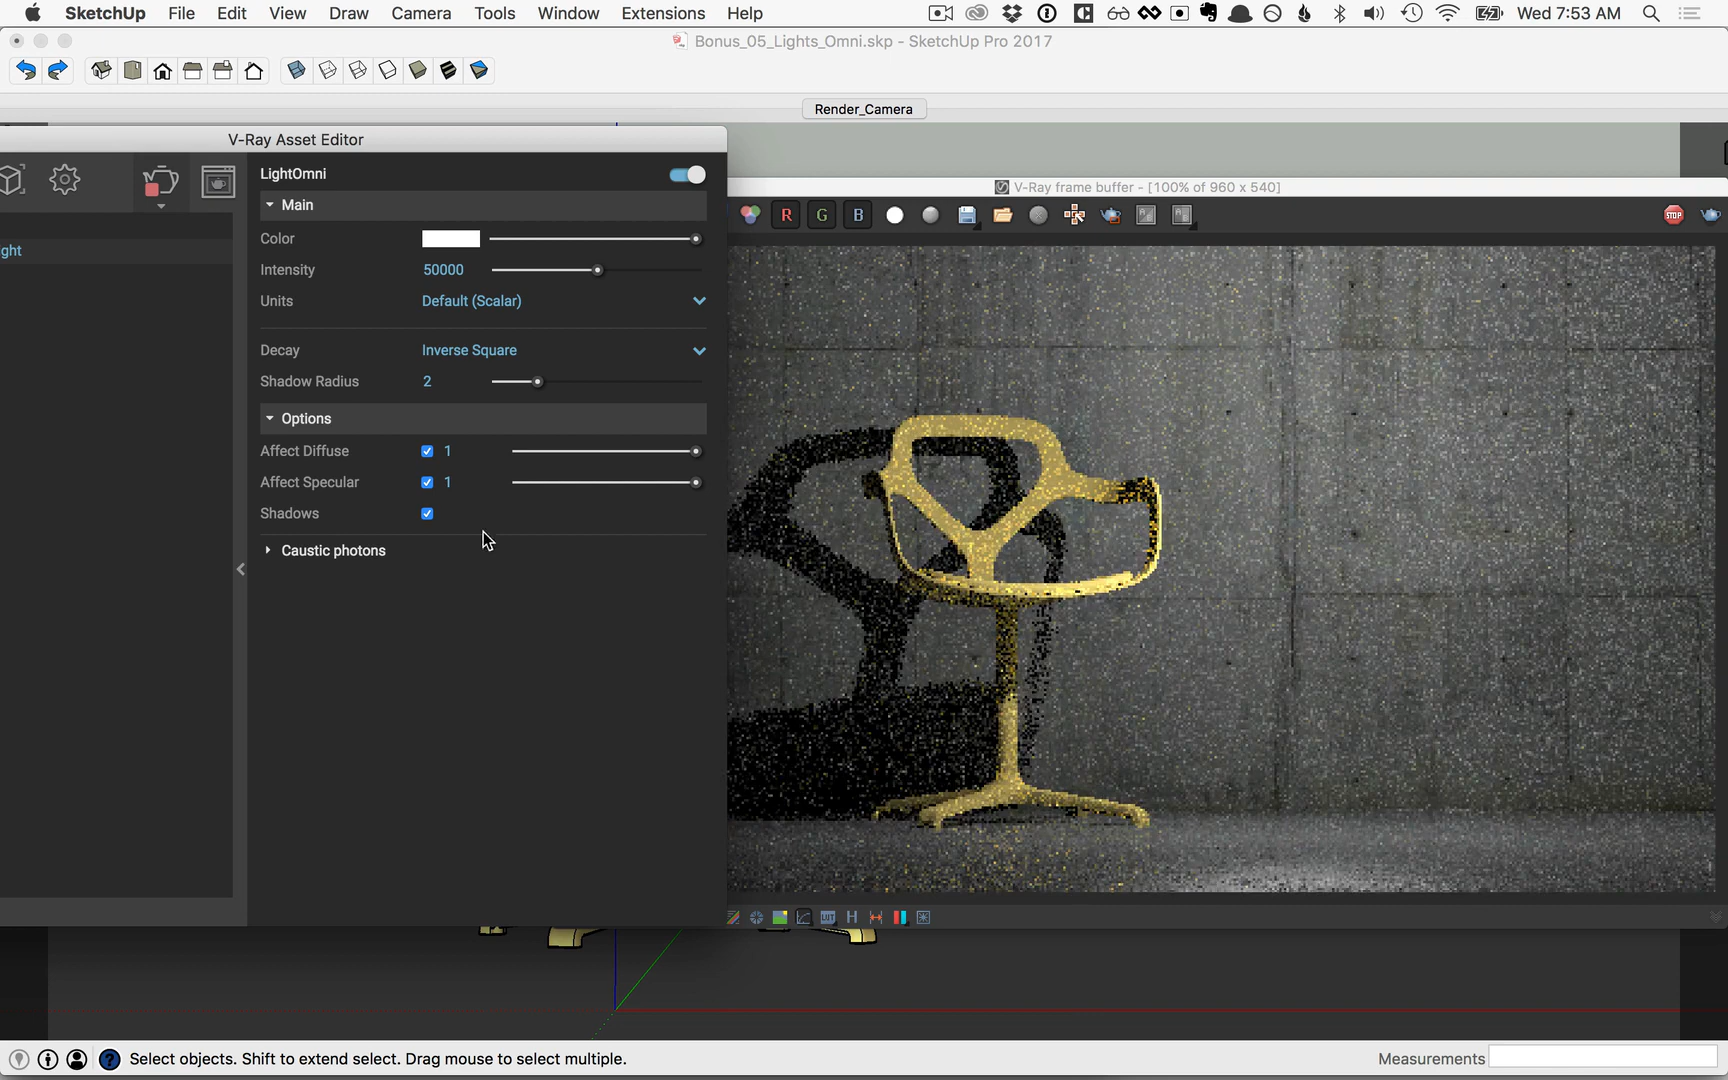 SketchUp File Edit View Draw Camera Tools Window Extensions Help Wed 7:53 AM
Bonus_05_Lights_Omni.skp - SketchUp Pro 2017
Render_Camera
V-Ray Asset Editor
LightOmni
V-Ray frame buffer - [100% of 960 x 540]
Main
R G B
STOP
Color
ght
Intensity 50000
Units Default (Scalar)
Decay Inverse Square
Shadow Radius 2
Options
Affect Diffuse 1
Affect Specular 1
Shadows
Caustic photons
LUT H
Select objects. Shift to extend select. Drag mouse to select multiple.
Measurements